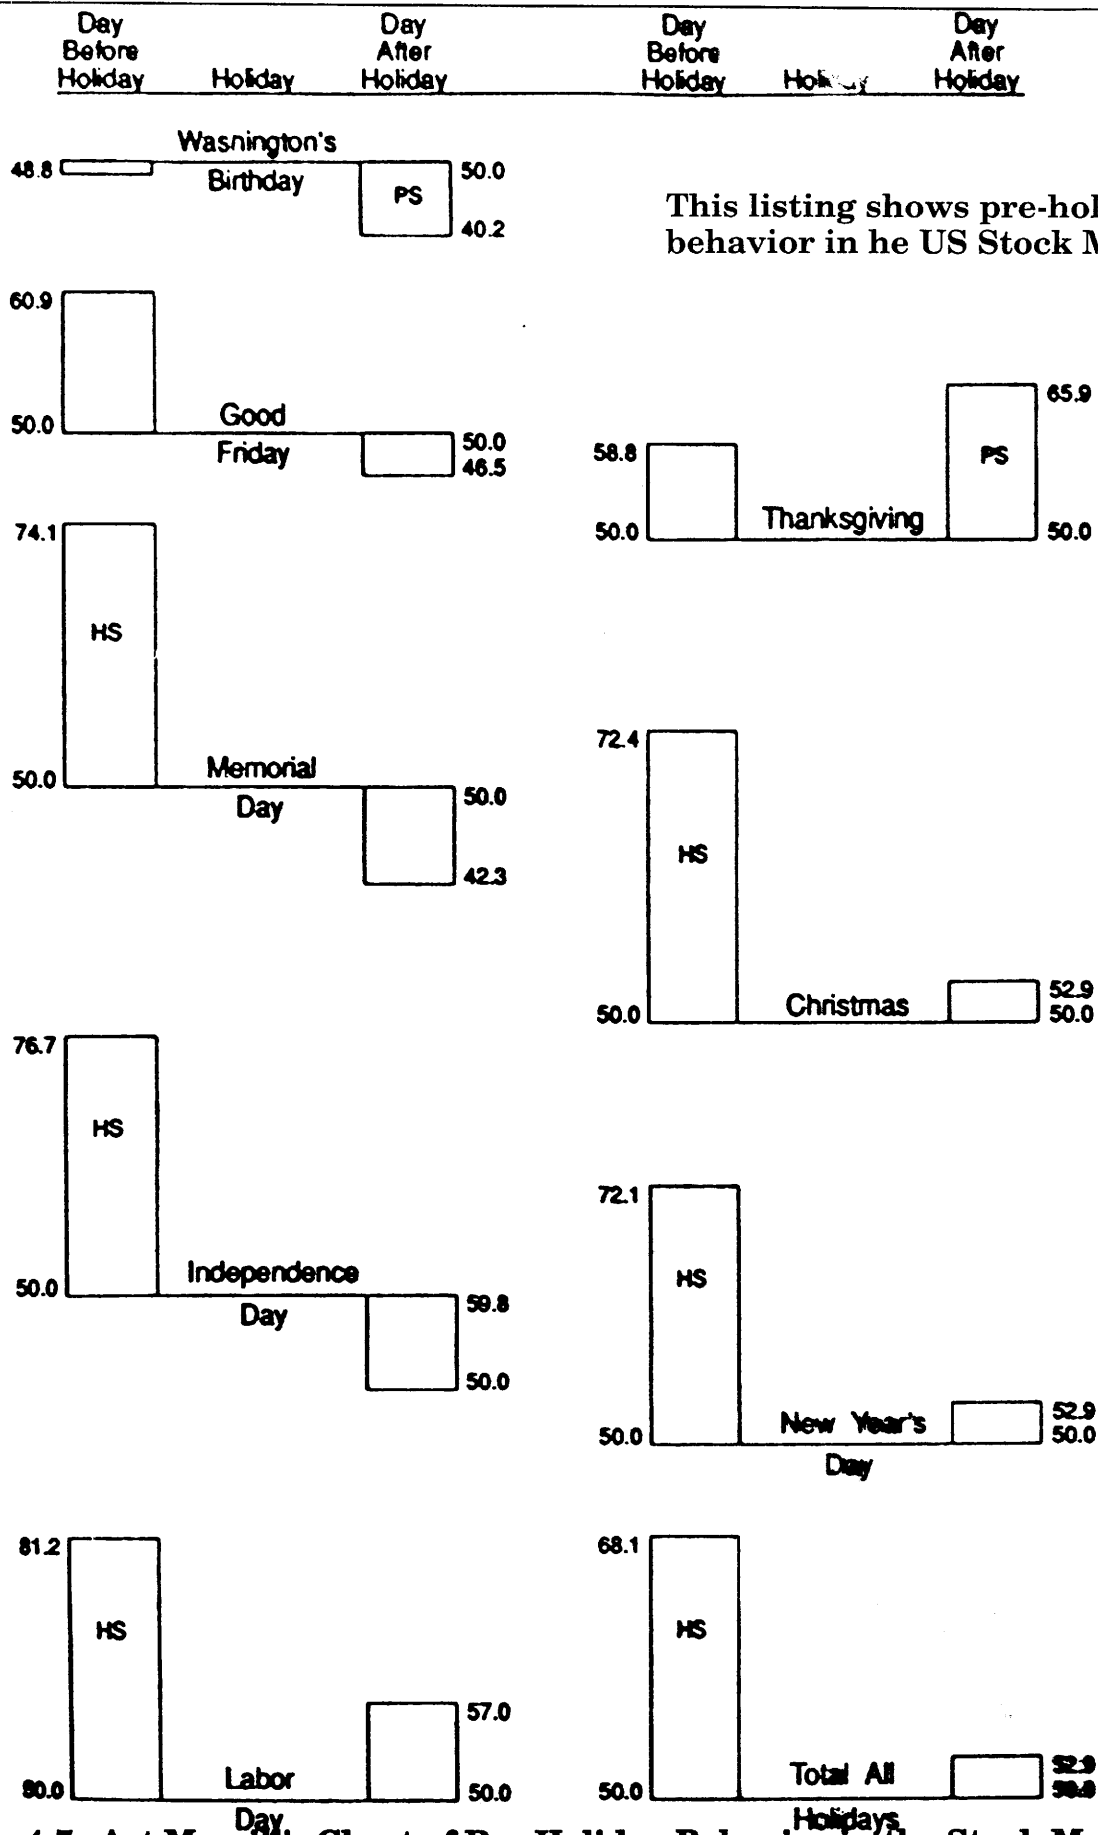 Day Day Day Day
Before After Before After
Holiday Holiday Holiday Holiday Holiday
Wasnington's
48.8 Birthday PS 50.0
40.2
This listing shows pre-hol
behavior in he US Stock M
60.9
50.0 Good
Friday 50.0
46.5
65.9
58.8 PS
50.0 Thanksgiving 50.0
74.1
HS
50.0 Memorial
Day 50.0
42.3
72.4
HS
50.0 Christmas 52.9
50.0
76.7
HS
50.0 Independence
Day 59.8
50.0
72.1
HS
50.0 New Year's 52.9
50.0
Day
81.2
HS
57.0
90.0 Labor 50.0
Day
68.1
HS
50.0 Total All 52.9
Holidays